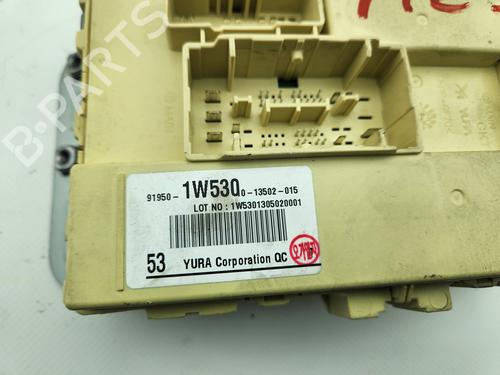 B-PARTS
91950- 1W530 0-13502-015
LOT NO : 1W5301305020001
53 YURA Corporation QC